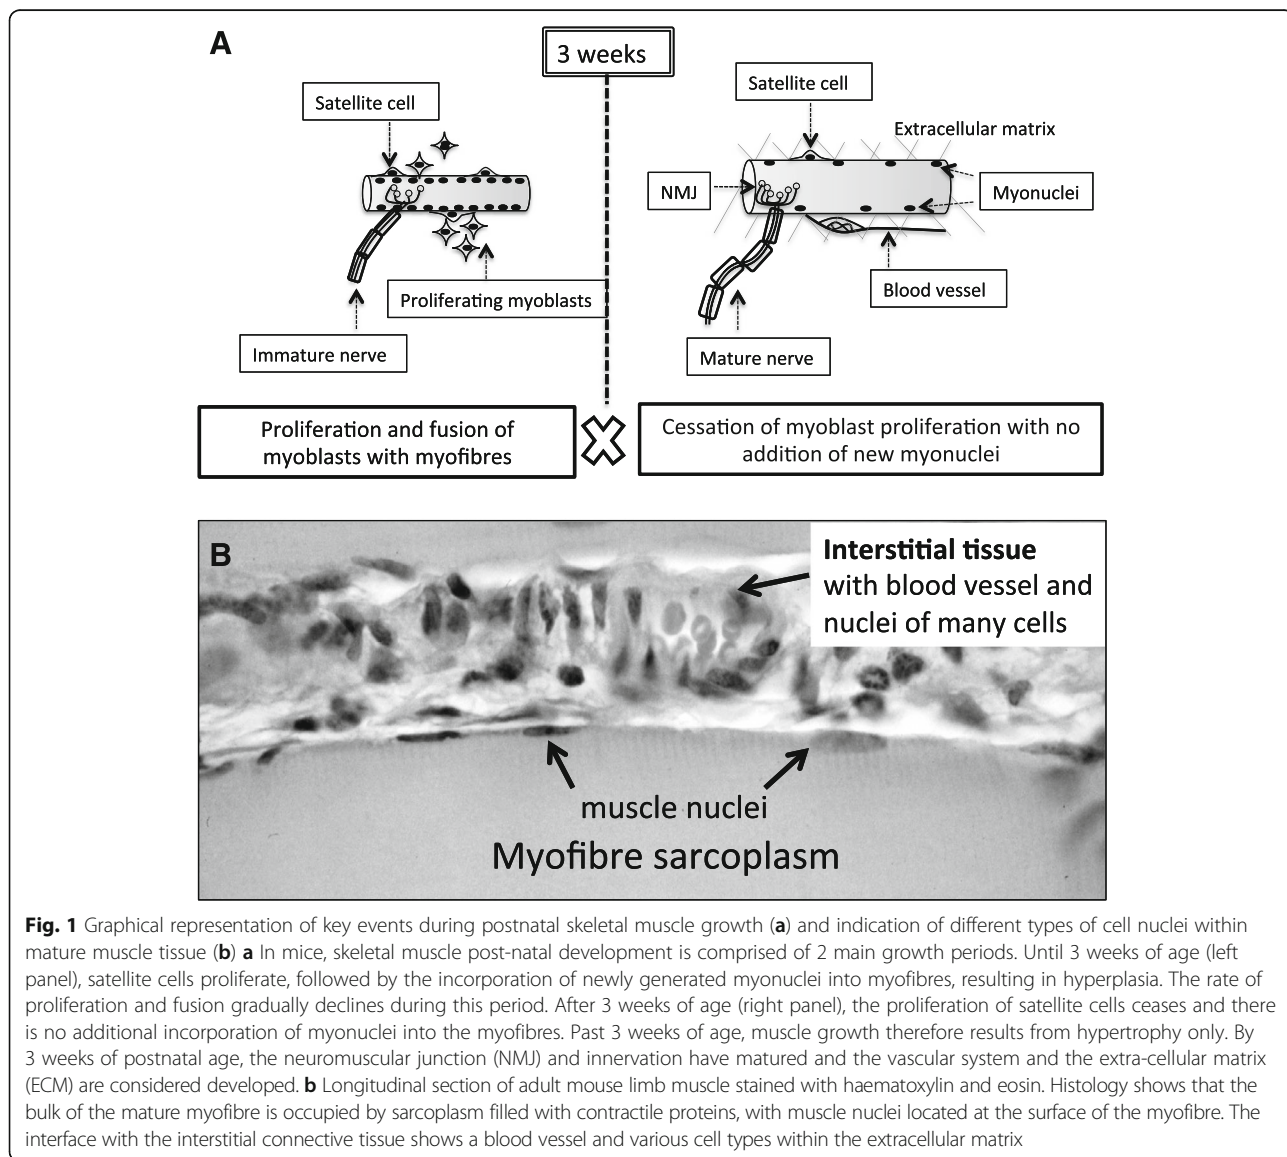 A
3 weeks
Satellite cell
Proliferating myoblasts
Immature nerve
Satellite cell
Extracellular matrix
NMJ
Myonuclei
Blood vessel
Mature nerve
Proliferation and fusion of
myoblasts with myofibres
Cessation of myoblast proliferation with no
addition of new myonuclei
B
Interstitial tissue
with blood vessel and
nuclei of many cells
muscle nuclei
Myofibre sarcoplasm
Fig. 1 Graphical representation of key events during postnatal skeletal muscle growth (a) and indication of different types of cell nuclei within
mature muscle tissue (b) a In mice, skeletal muscle post-natal development is comprised of 2 main growth periods. Until 3 weeks of age (left
panel), satellite cells proliferate, followed by the incorporation of newly generated myonuclei into myofibres, resulting in hyperplasia. The rate of
proliferation and fusion gradually declines during this period. After 3 weeks of age (right panel), the proliferation of satellite cells ceases and there
is no additional incorporation of myonuclei into the myofibres. Past 3 weeks of age, muscle growth therefore results from hypertrophy only. By
3 weeks of postnatal age, the neuromuscular junction (NMJ) and innervation have matured and the vascular system and the extra-cellular matrix
(ECM) are considered developed. b Longitudinal section of adult mouse limb muscle stained with haematoxylin and eosin. Histology shows that the
bulk of the mature myofibre is occupied by sarcoplasm filled with contractile proteins, with muscle nuclei located at the surface of the myofibre. The
interface with the interstitial connective tissue shows a blood vessel and various cell types within the extracellular matrix